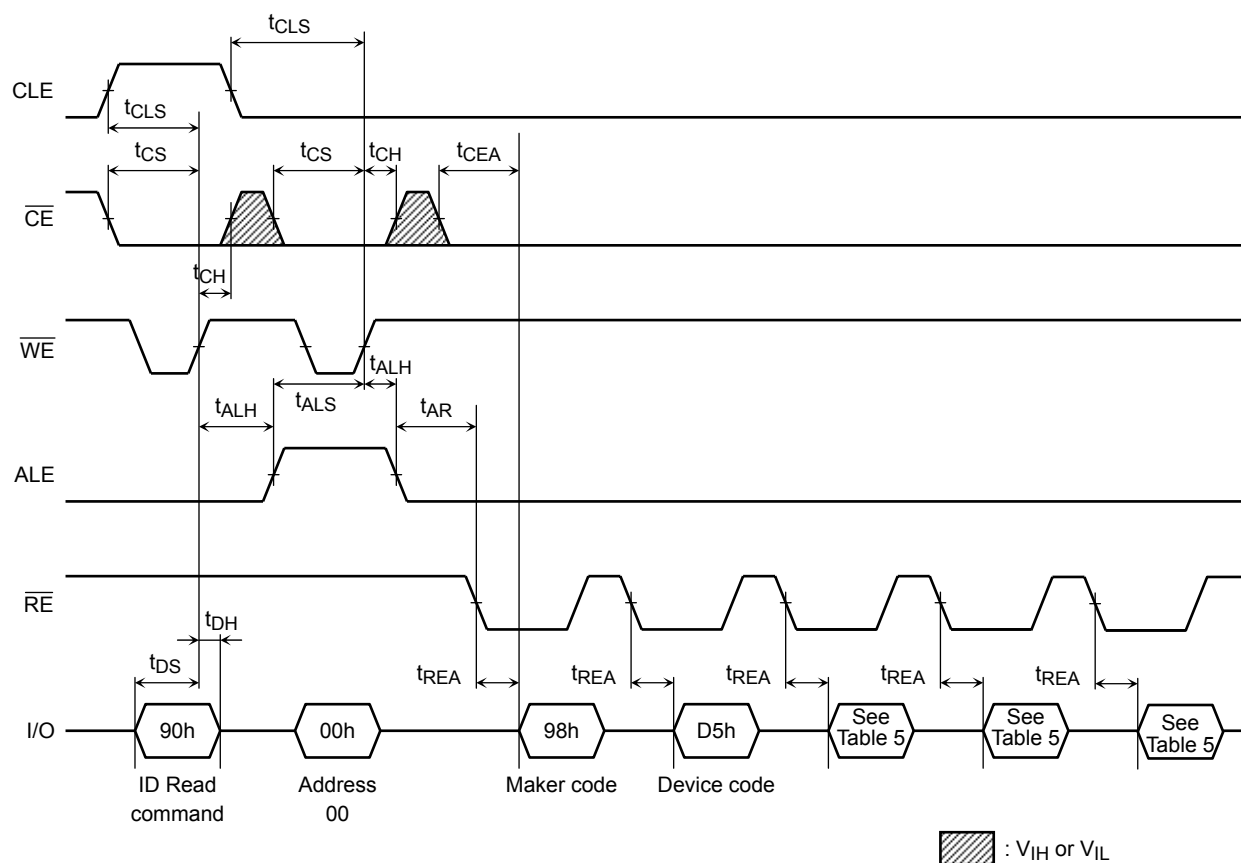 tCLS
CLE
tCLS
tCS
tCS
tCH
tCEA
CE
tCH
WE
tALH
tALH
tALS
tAR
ALE
RE
tDH
tDS
tREA
tREA
tREA
tREA
tREA
I/O
90h
00h
98h
D5h
See
Table 5
See
Table 5
See
Table 5
ID Read
command
Address
00
Maker code
Device code
: VIH or VIL